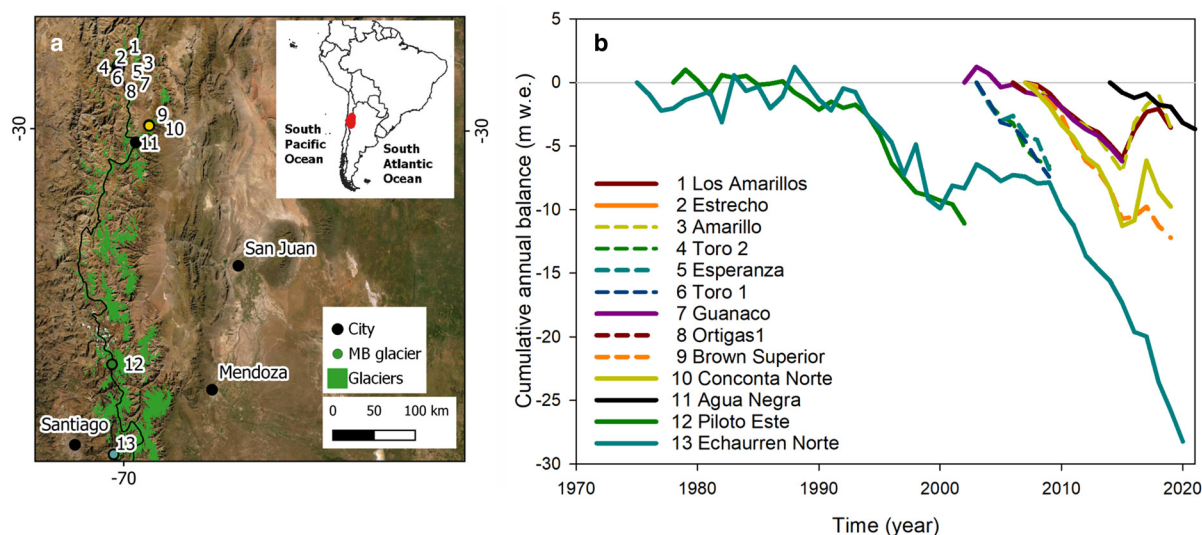 a
1
2
3
4
5
6
7
8
9
10
11
12
13
-30
-30
-70
San Juan
Mendoza
Santiago
South
Pacific
Ocean
South
Atlantic
Ocean
City
MB glacier
Glaciers
0 50 100 km
b
Cumulative annual balance (m w.e.)
5
0
-5
-10
-15
-20
-25
-30
1 Los Amarillos
2 Estrecho
3 Amarillo
4 Toro 2
5 Esperanza
6 Toro 1
7 Guanaco
8 Ortigas1
9 Brown Superior
10 Conconta Norte
11 Agua Negra
12 Piloto Este
13 Echaurren Norte
1970 1980 1990 2000 2010 2020
Time (year)